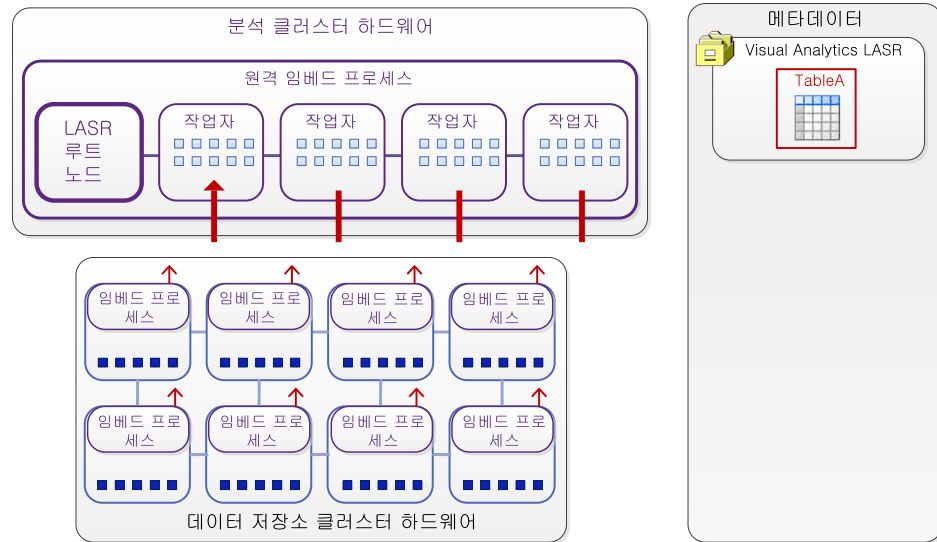 분석 클러스터 하드웨어
원격 임베드 프로세스
LASR
루트
노드
작업자
작업자
작업자
작업자
임베드 프로
세스
임베드 프로
세스
임베드 프로
세스
임베드 프로
세스
임베드 프로
세스
임베드 프로
세스
임베드 프로
세스
임베드 프로
세스
데이터 저장소 클러스터 하드웨어
메타데이터
Visual Analytics LASR
TableA